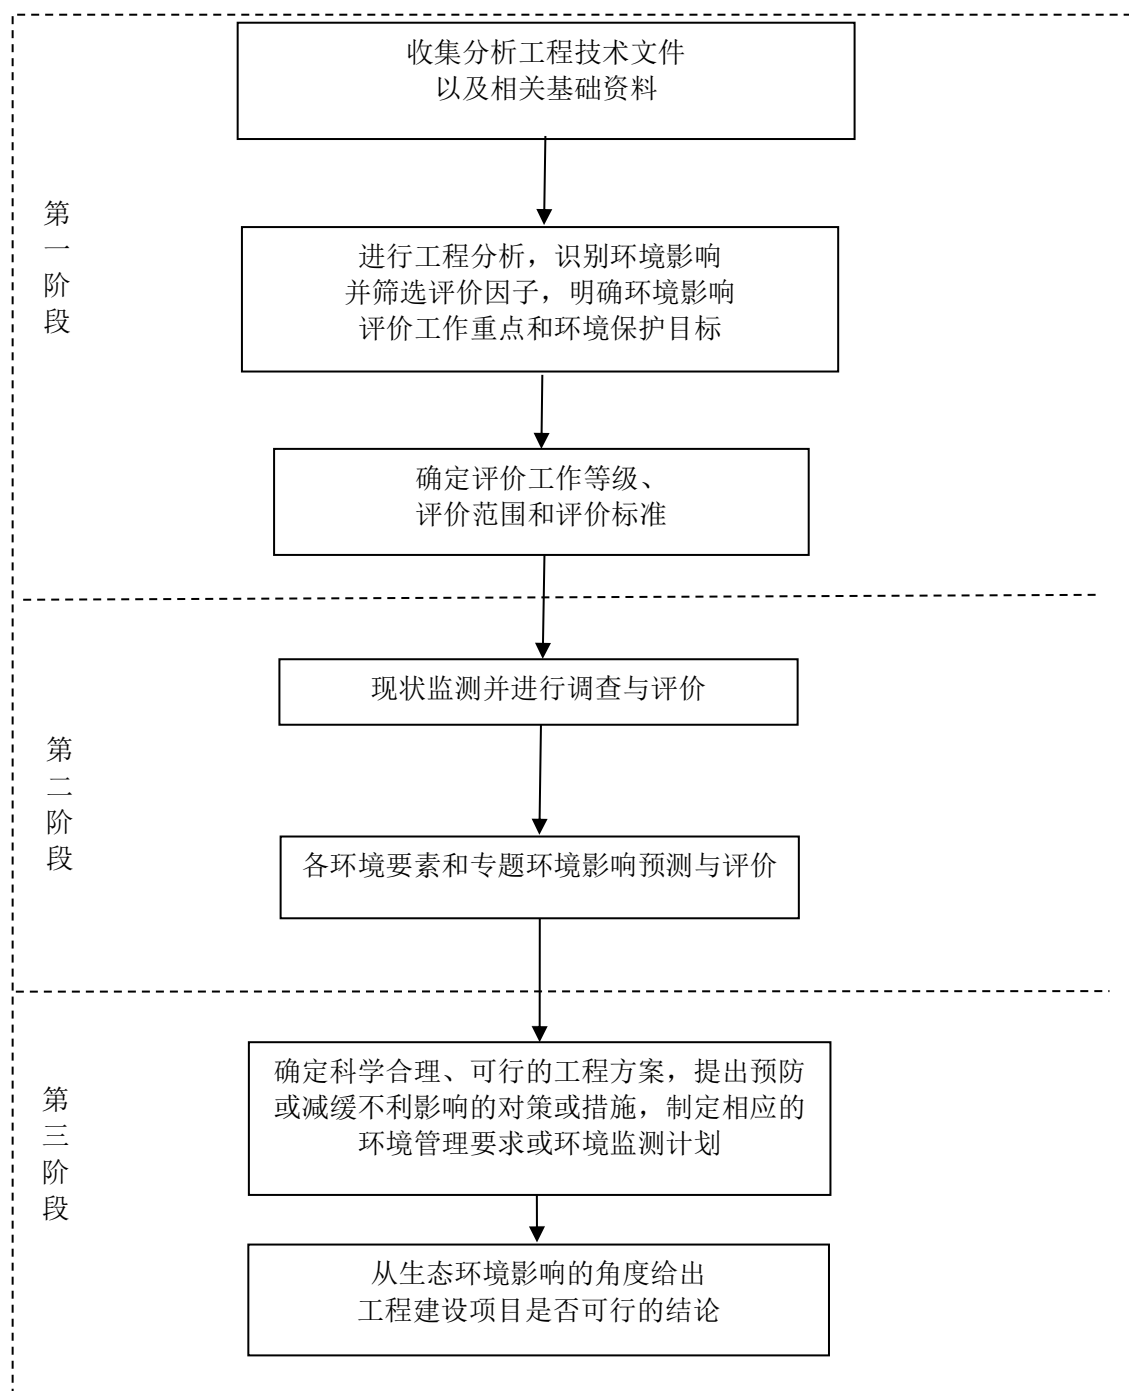 收集分析工程技术文件
以及相关基础资料
第一阶段
进行工程分析，识别环境影响
并筛选评价因子，明确环境影响
评价工作重点和环境保护目标
确定评价工作等级、
评价范围和评价标准
现状监测并进行调查与评价
第二阶段
各环境要素和专题环境影响预测与评价
确定科学合理、可行的工程方案，提出预防
或减缓不利影响的对策或措施，制定相应的
环境管理要求或环境监测计划
第三阶段
从生态环境影响的角度给出
工程建设项目是否可行的结论